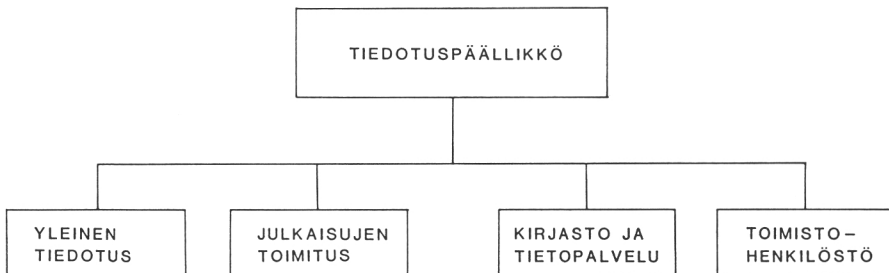 TIEDOTUSPÄÄLLIKKÖ
YLEINEN
TIEDOTUS
JULKAISUJEN
TOIMITUS
KIRJASTO JA
TIETOPALVELU
TOIMISTO–
HENKILÖSTÖ